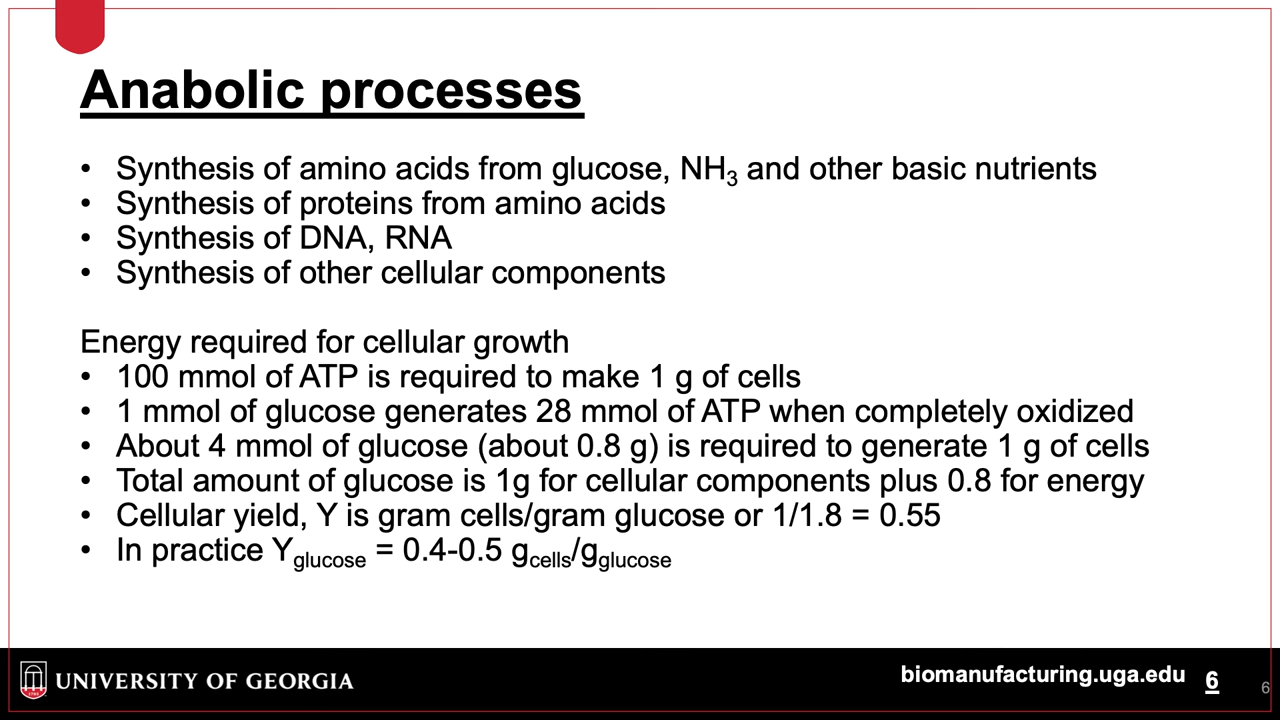 Anabolic processes
• Synthesis of amino acids from glucose, NH3 and other basic nutrients
• Synthesis of proteins from amino acids
• Synthesis of DNA, RNA
• Synthesis of other cellular components
Energy required for cellular growth
• 100 mmol of ATP is required to make 1 g of cells
• 1 mmol of glucose generates 28 mmol of ATP when completely oxidized
• About 4 mmol of glucose (about 0.8 g) is required to generate 1 g of cells
• Total amount of glucose is 1g for cellular components plus 0.8 for energy
• Cellular yield, Y is gram cells/gram glucose or 1/1.8 = 0.55
• In practice Yglucose = 0.4-0.5 gcells/gglucose
UNIVERSITY OF GEORGIA
biomanufacturing.uga.edu 6
6